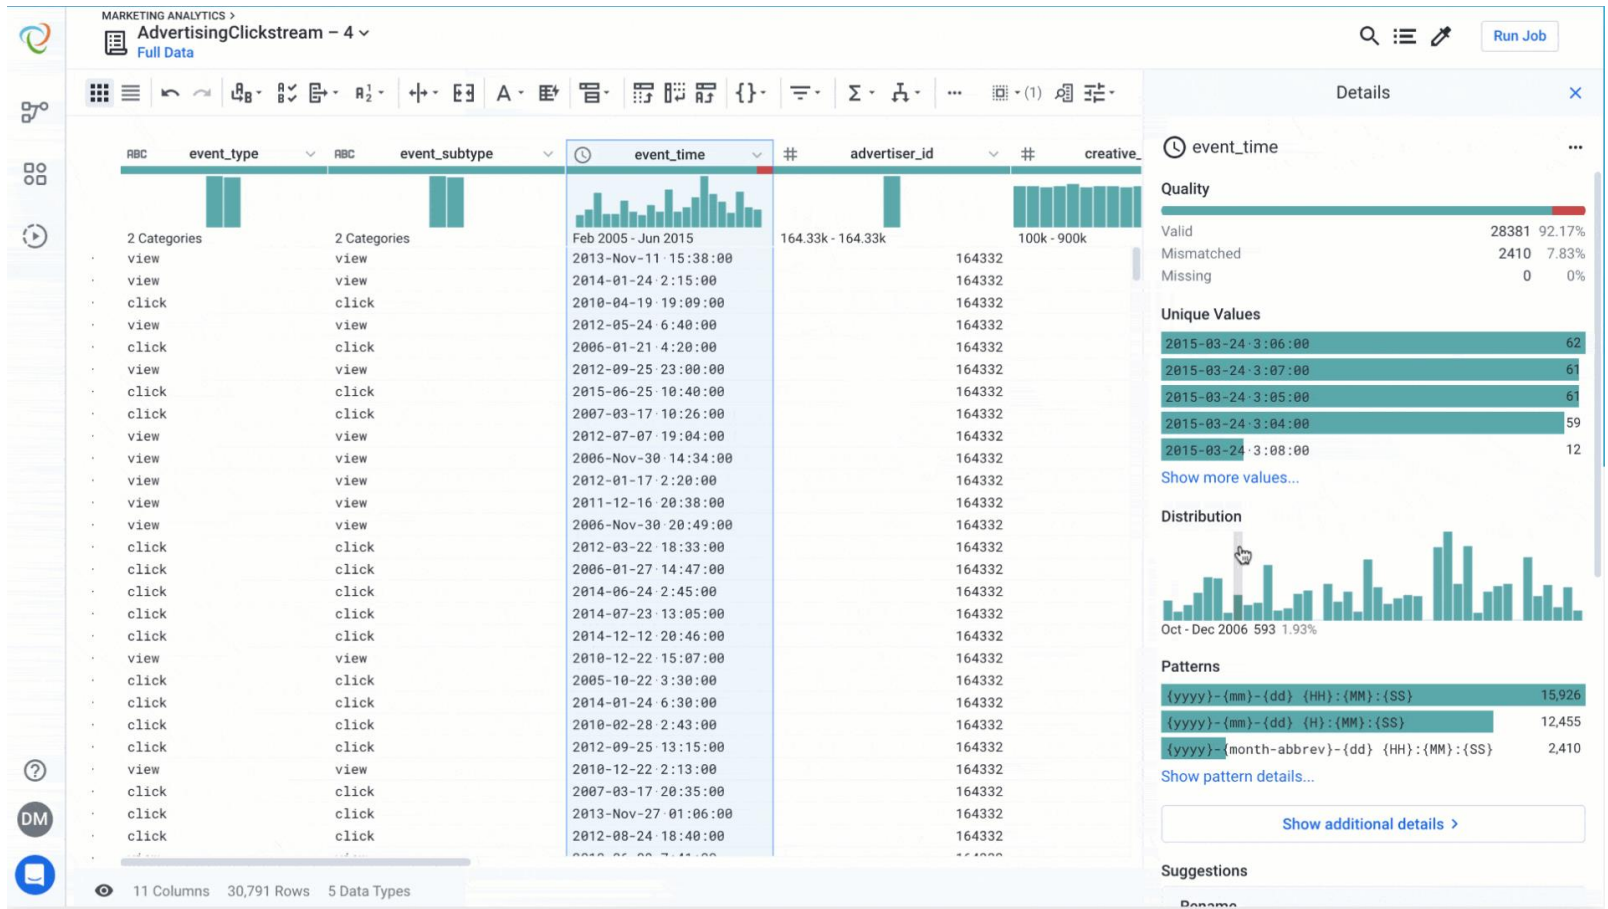 MARKETING ANALYTICS >
AdvertisingClickstream – 4
Full Data
Run Job
(1)
Details
ABC event_type
ABC event_subtype
event_time
# advertiser_id
# creative_
2 Categories
2 Categories
Feb 2005 - Jun 2015
164.33k - 164.33k
100k - 900k
view view 2013-Nov-11·15:38:00 164332
view view 2014-01-24·2:15:00 164332
click click 2010-04-19·19:09:00 164332
view view 2012-05-24·6:40:00 164332
click click 2006-01-21·4:20:00 164332
view view 2012-09-25·23:00:00 164332
click click 2015-06-25·10:40:00 164332
click click 2007-03-17·10:26:00 164332
view view 2012-07-07·19:04:00 164332
view view 2006-Nov-30·14:34:00 164332
view view 2012-01-17·2:20:00 164332
view view 2011-12-16·20:38:00 164332
view view 2006-Nov-30·20:49:00 164332
click click 2012-03-22·18:33:00 164332
click click 2006-01-27·14:47:00 164332
click click 2014-06-24·2:45:00 164332
click click 2014-07-23·13:05:00 164332
click click 2014-12-12·20:46:00 164332
view view 2010-12-22·15:07:00 164332
click click 2005-10-22·3:30:00 164332
click click 2014-01-24·6:30:00 164332
click click 2010-02-28·2:43:00 164332
click click 2012-09-25·13:15:00 164332
view view 2010-12-22·2:13:00 164332
click click 2007-03-17·20:35:00 164332
click click 2013-Nov-27·01:06:00 164332
click click 2012-08-24·18:40:00 164332
11 Columns 30,791 Rows 5 Data Types
DM
event_time
Quality
Valid 28381 92.17%
Mismatched 2410 7.83%
Missing 0 0%
Unique Values
2015-03-24·3:06:00 62
2015-03-24·3:07:00 61
2015-03-24·3:05:00 61
2015-03-24·3:04:00 59
2015-03-24·3:08:00 12
Show more values...
Distribution
Oct - Dec 2006 593 1.93%
Patterns
{yyyy}-{mm}-{dd} {HH}:{MM}:{SS} 15,926
{yyyy}-{mm}-{dd} {H}:{MM}:{SS} 12,455
{yyyy}-{month-abbrev}-{dd} {HH}:{MM}:{SS} 2,410
Show pattern details...
Show additional details >
Suggestions
Rename